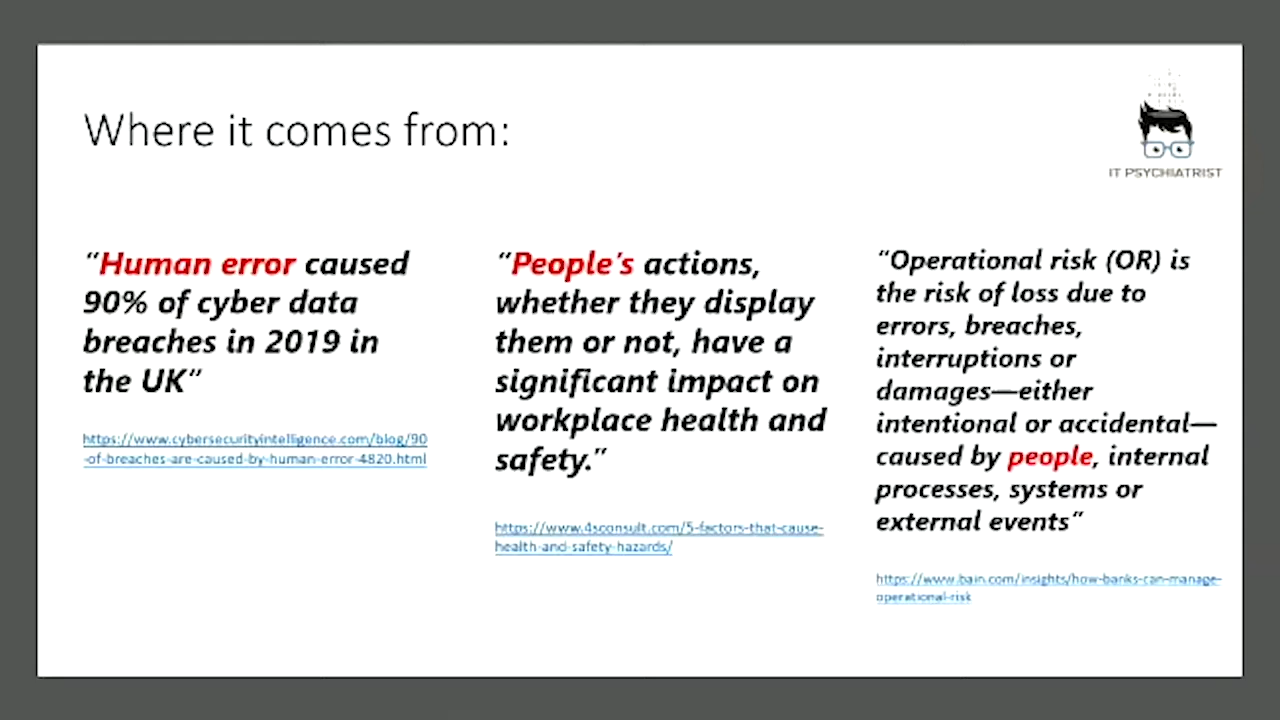 Where it comes from:
IT PSYCHIATRIST
“Human error caused
90% of cyber data
breaches in 2019 in
the UK”
https://www.cybersecurityintelligence.com/blog/90
-of-breaches-are-caused-by-human-error-4820.html
“People’s actions,
whether they display
them or not, have a
significant impact on
workplace health and
safety.”
https://www.4sconsult.com/5-factors-that-cause-
health-and-safety-hazards/
“Operational risk (OR) is
the risk of loss due to
errors, breaches,
interruptions or
damages—either
intentional or accidental—
caused by people, internal
processes, systems or
external events”
https://www.bain.com/insights/how-banks-can-manage-
operational-risk